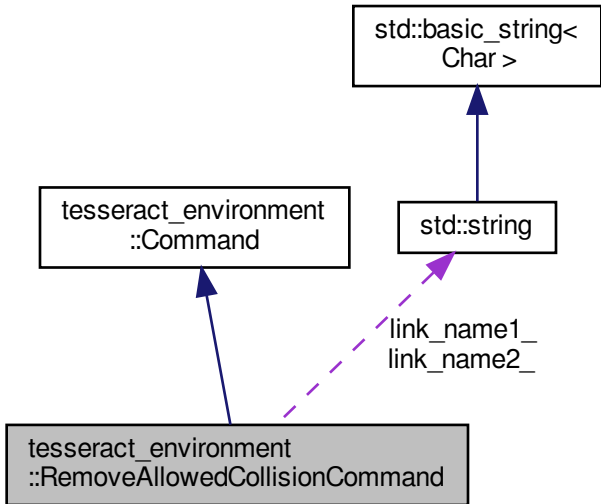 std::basic_string<
Char >
tesseract_environment
::Command
std::string
link_name1_
link_name2_
tesseract_environment
::RemoveAllowedCollisionCommand